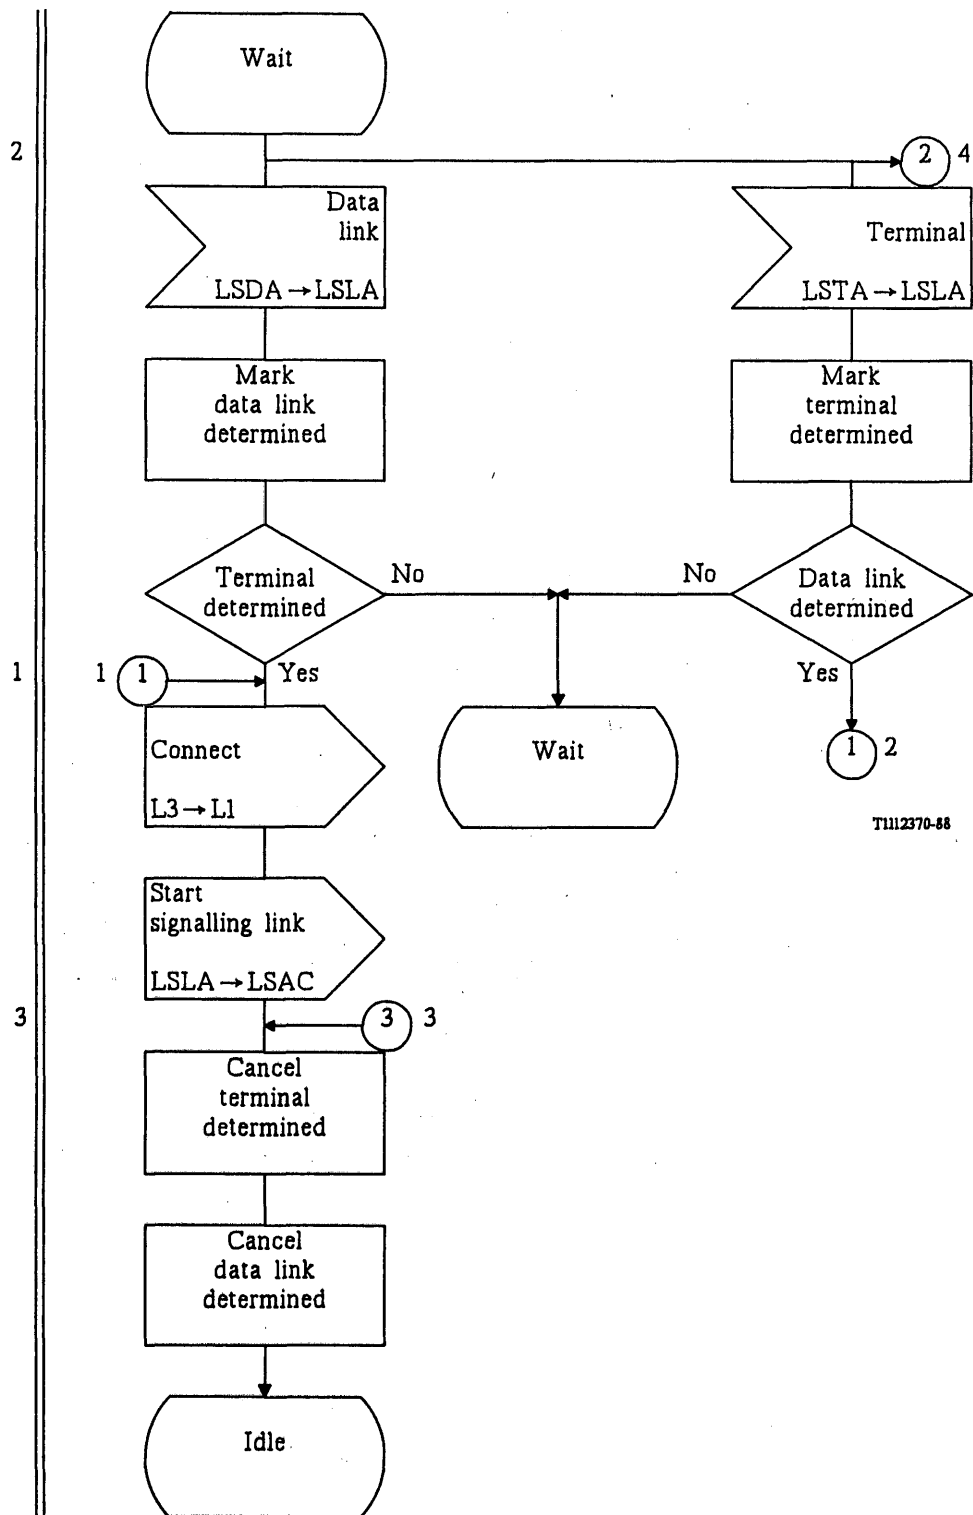 Wait
2
2
4
Data
link
LSDA→LSLA
Terminal
LSTA→LSLA
Mark
data link
determined
Mark
terminal
determined
Terminal
determined
No
No
Data link
determined
1
1
1
Yes
Yes
Connect
L3→L1
Wait
1
2
T1112370-88
Start
signalling link
LSLA→LSAC
3
3
3
Cancel
terminal
determined
Cancel
data link
determined
Idle